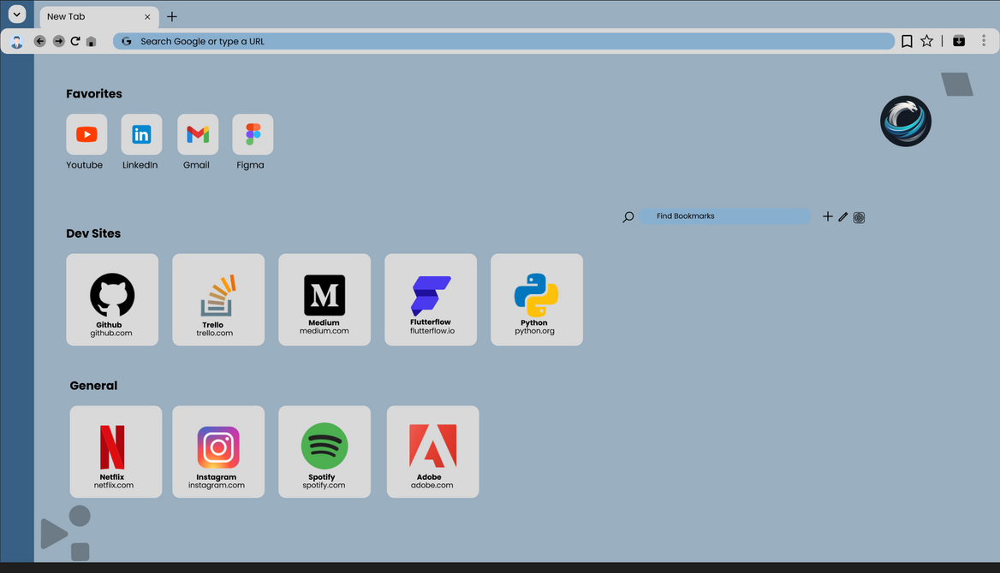 New Tab
Search Google or type a URL
Favorites
in
Youtube
LinkedIn
Gmail
Figma
Find Bookmarks
Dev Sites
M
Github
github.com
Trello
trello.com
Medium
medium.com
Flutterflow
flutterflow.io
Python
python.org
General
Netflix
netflix.com
Instagram
instagram.com
Spotify
spotify.com
Adobe
adobe.com